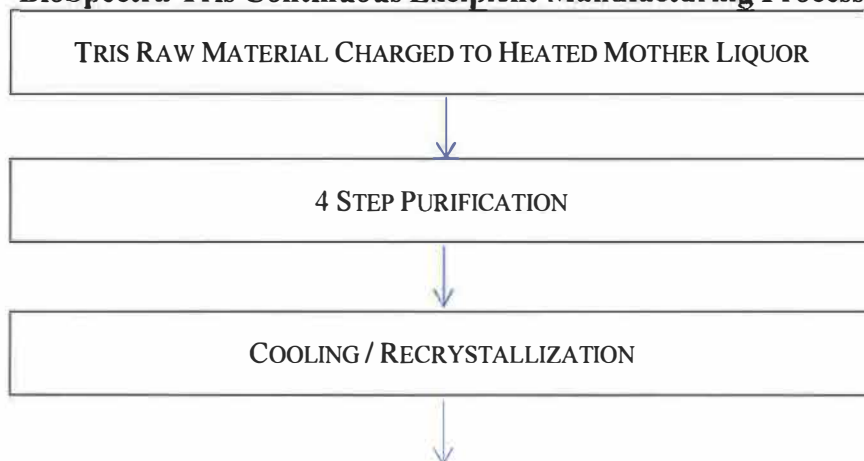 BioSpectra Tris Continuous Excipient Manufacturing Process
TRIS RAW MATERIAL CHARGED TO HEATED MOTHER LIQUOR
4 STEP PURIFICATION
COOLING / RECRYSTALLIZATION